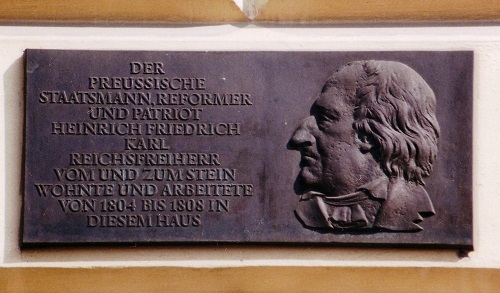 DER
PREUSSISCHE
STAATSMANN, REFORMER
UND PATRIOT
HEINRICH FRIEDRICH
KARL
REICHSFREIHERR
VOM UND ZUM STEIN
WOHNTE UND ARBEITETE
VON 1804 BIS 1808 IN
DIESEM HAUS